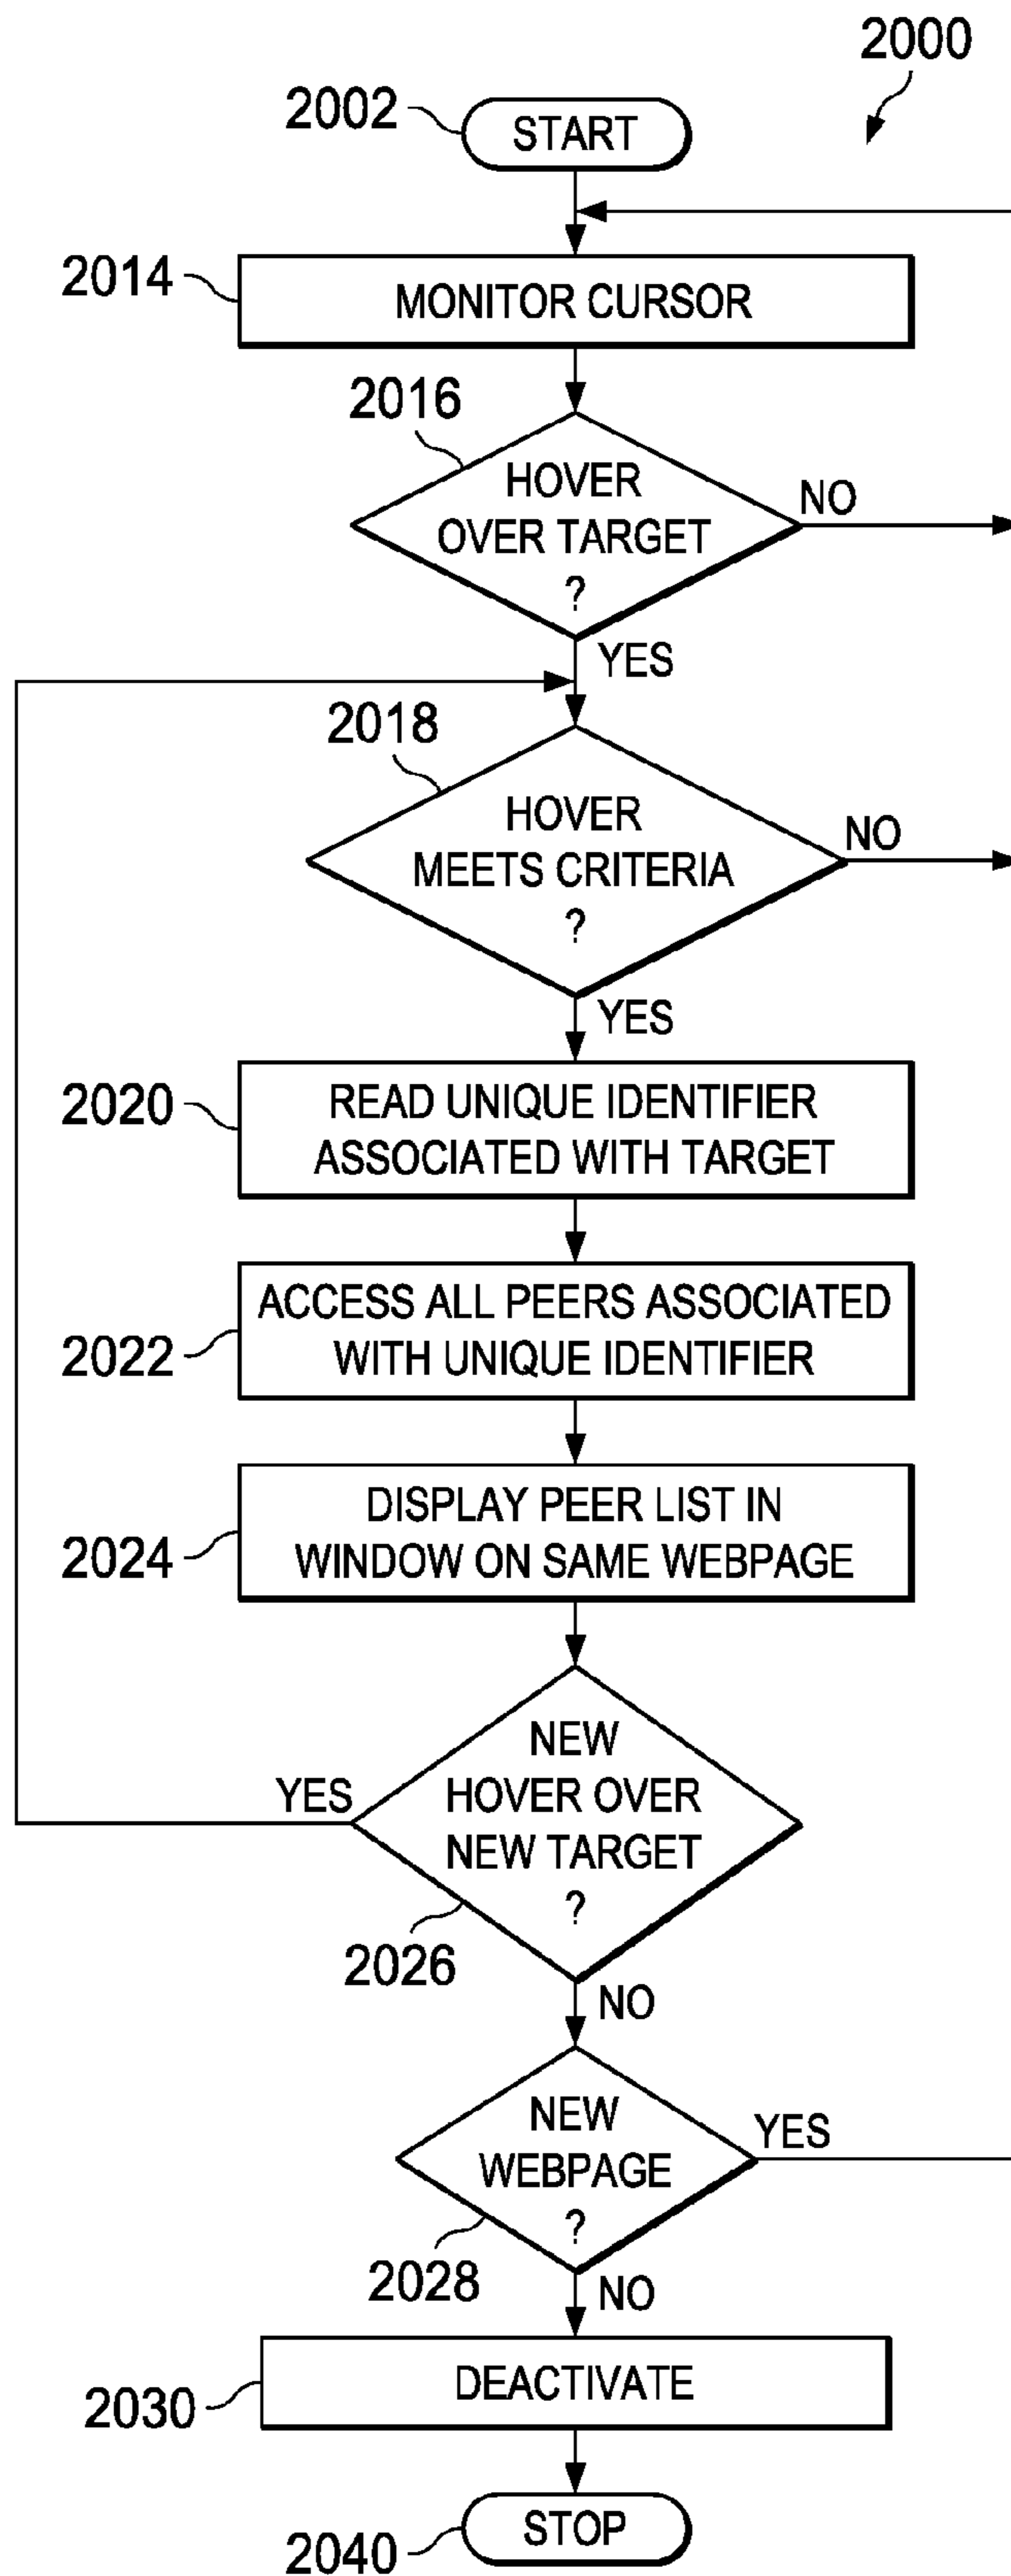 2000
2002
START
2014
MONITOR CURSOR
2016
HOVER
OVER TARGET
?
NO
YES
2018
HOVER
MEETS CRITERIA
?
NO
YES
2020
READ UNIQUE IDENTIFIER
ASSOCIATED WITH TARGET
2022
ACCESS ALL PEERS ASSOCIATED
WITH UNIQUE IDENTIFIER
2024
DISPLAY PEER LIST IN
WINDOW ON SAME WEBPAGE
NEW
HOVER OVER
NEW TARGET
?
YES
2026
NO
NEW
WEBPAGE
?
YES
2028
NO
DEACTIVATE
2030
STOP
2040